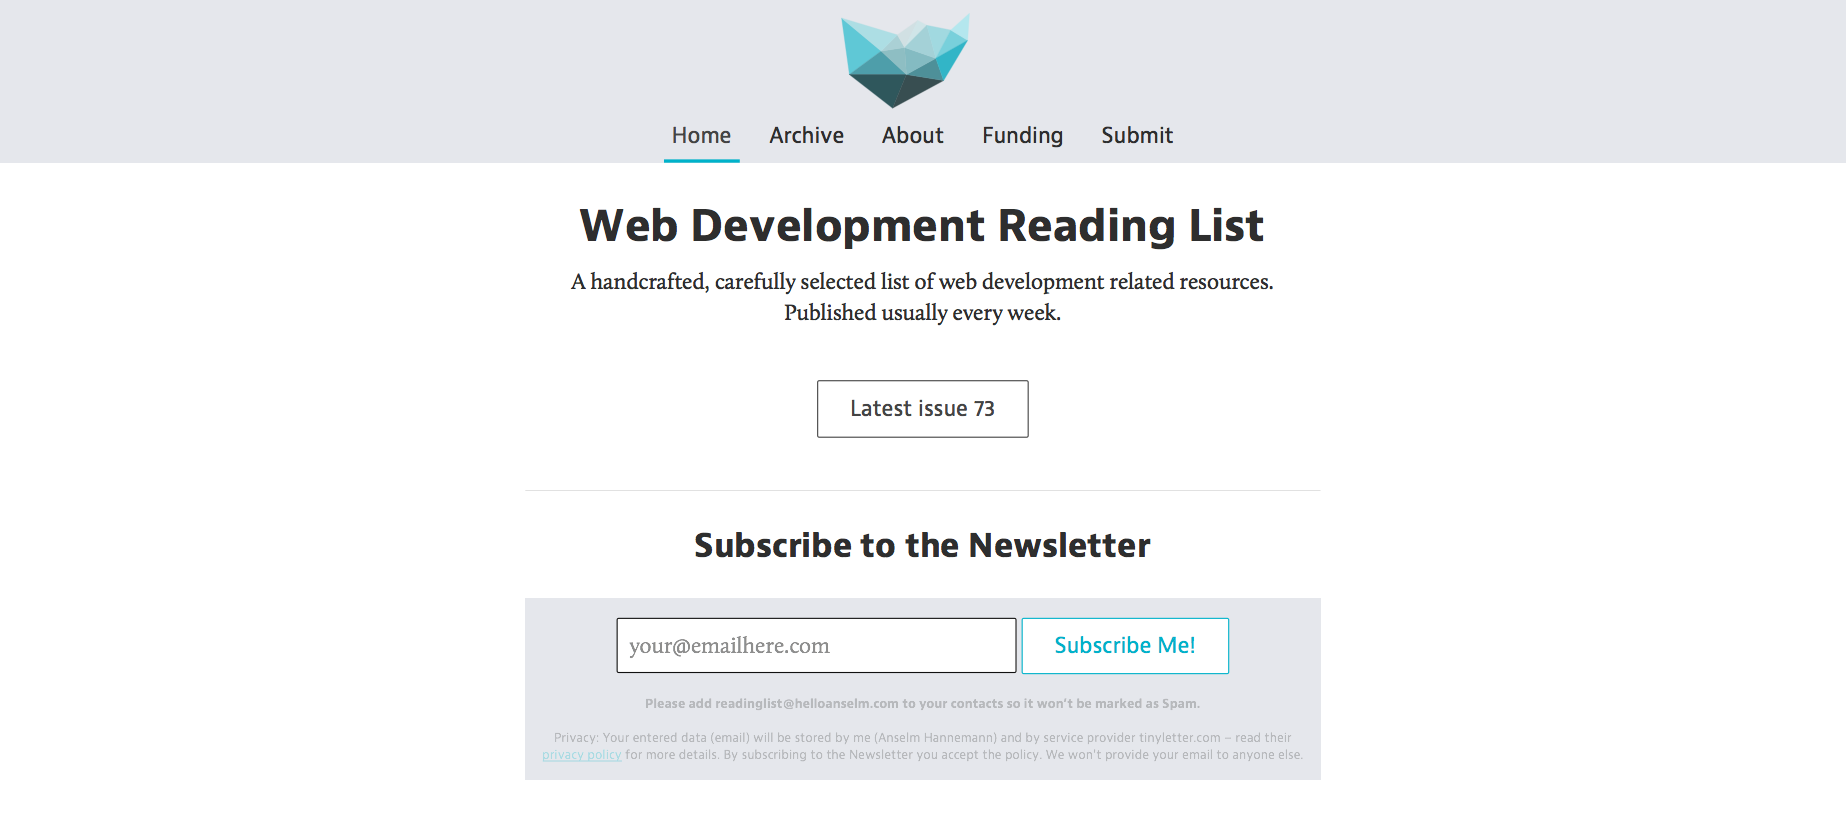 Home Archive About Funding Submit
Web Development Reading List
A handcrafted, carefully selected list of web development related resources.
Published usually every week.
Latest issue 73
Subscribe to the Newsletter
your@emailhere.com Subscribe Me!
Please add readinglist@helloanselm.com to your contacts so it won't be marked as Spam.
Privacy: Your entered data (email) will be stored by me (Anselm Hannemann) and by service provider tinyletter.com – read their
privacy policy for more details. By subscribing to the Newsletter you accept the policy. We won't provide your email to anyone else.